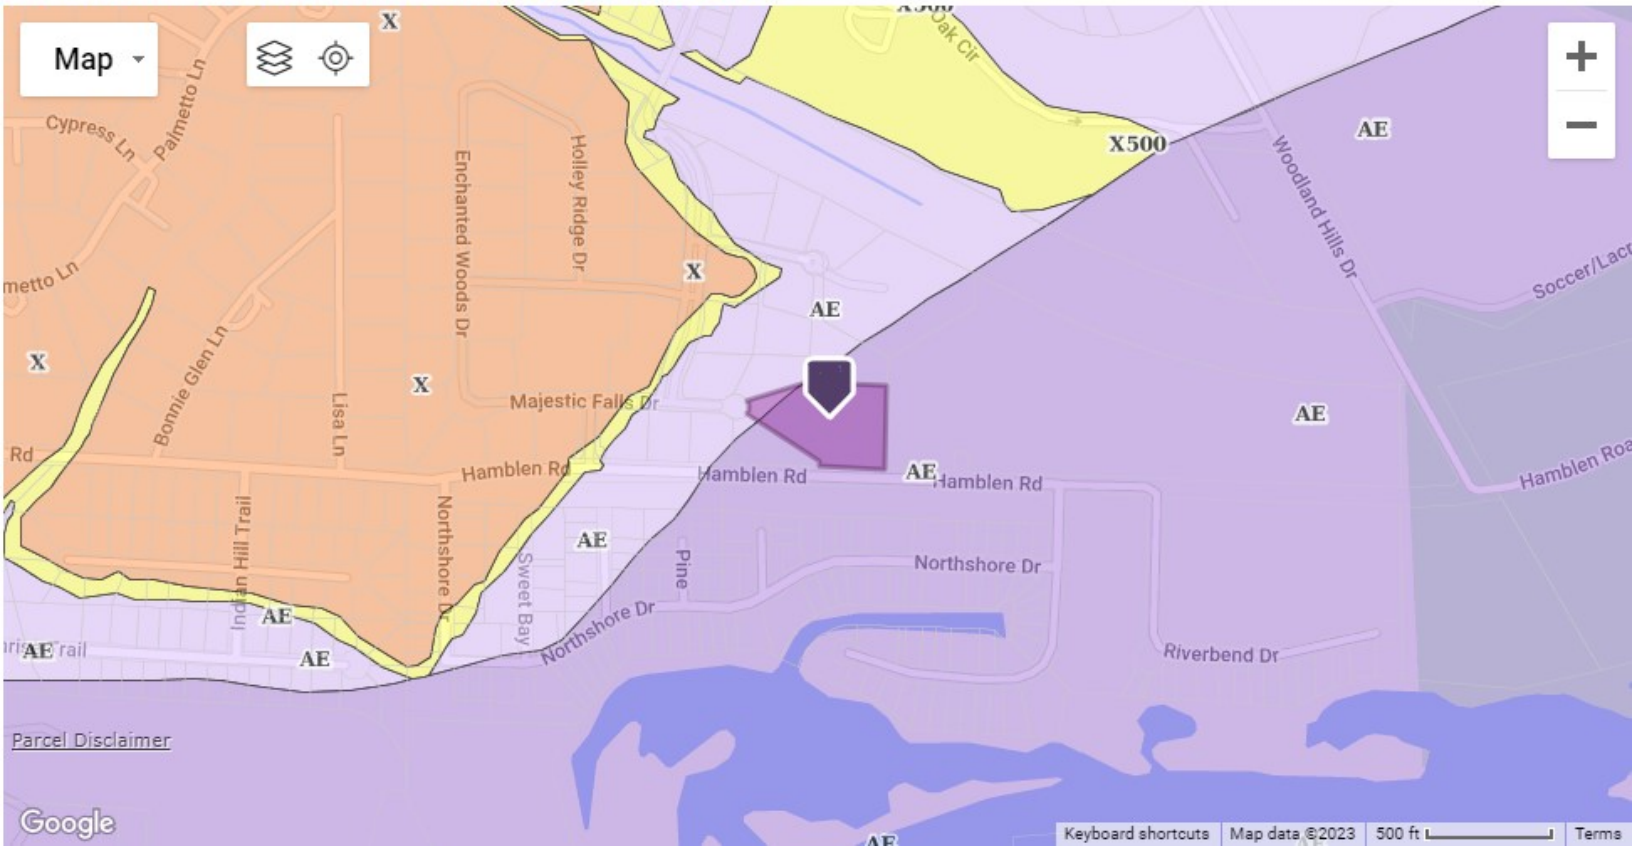 X500
X
Map
Oak Cir
Palmetto Ln
Cypress Ln
X500
AE
Holley Ridge Dr
Enchanted Woods Dr
Woodland Hills Dr
metto Ln
X
Soccer/Lacr
AE
X
X
Bonnie Glen Ln
Lisa Ln
Majestic Falls Dr
AE
Rd
Hamblen Rd
Hamblen Rd
AE
Hamblen Rd
Hamblen Roa
Indian Hill Trail
Northshore Dr
AE
Sweet Bay
Pine
Northshore Dr
AE
Northshore Dr
AE
Trail
AE
Riverbend Dr
Parcel Disclaimer
Google
AE
Keyboard shortcuts
Map data ©2023
500 ft
AE
Terms